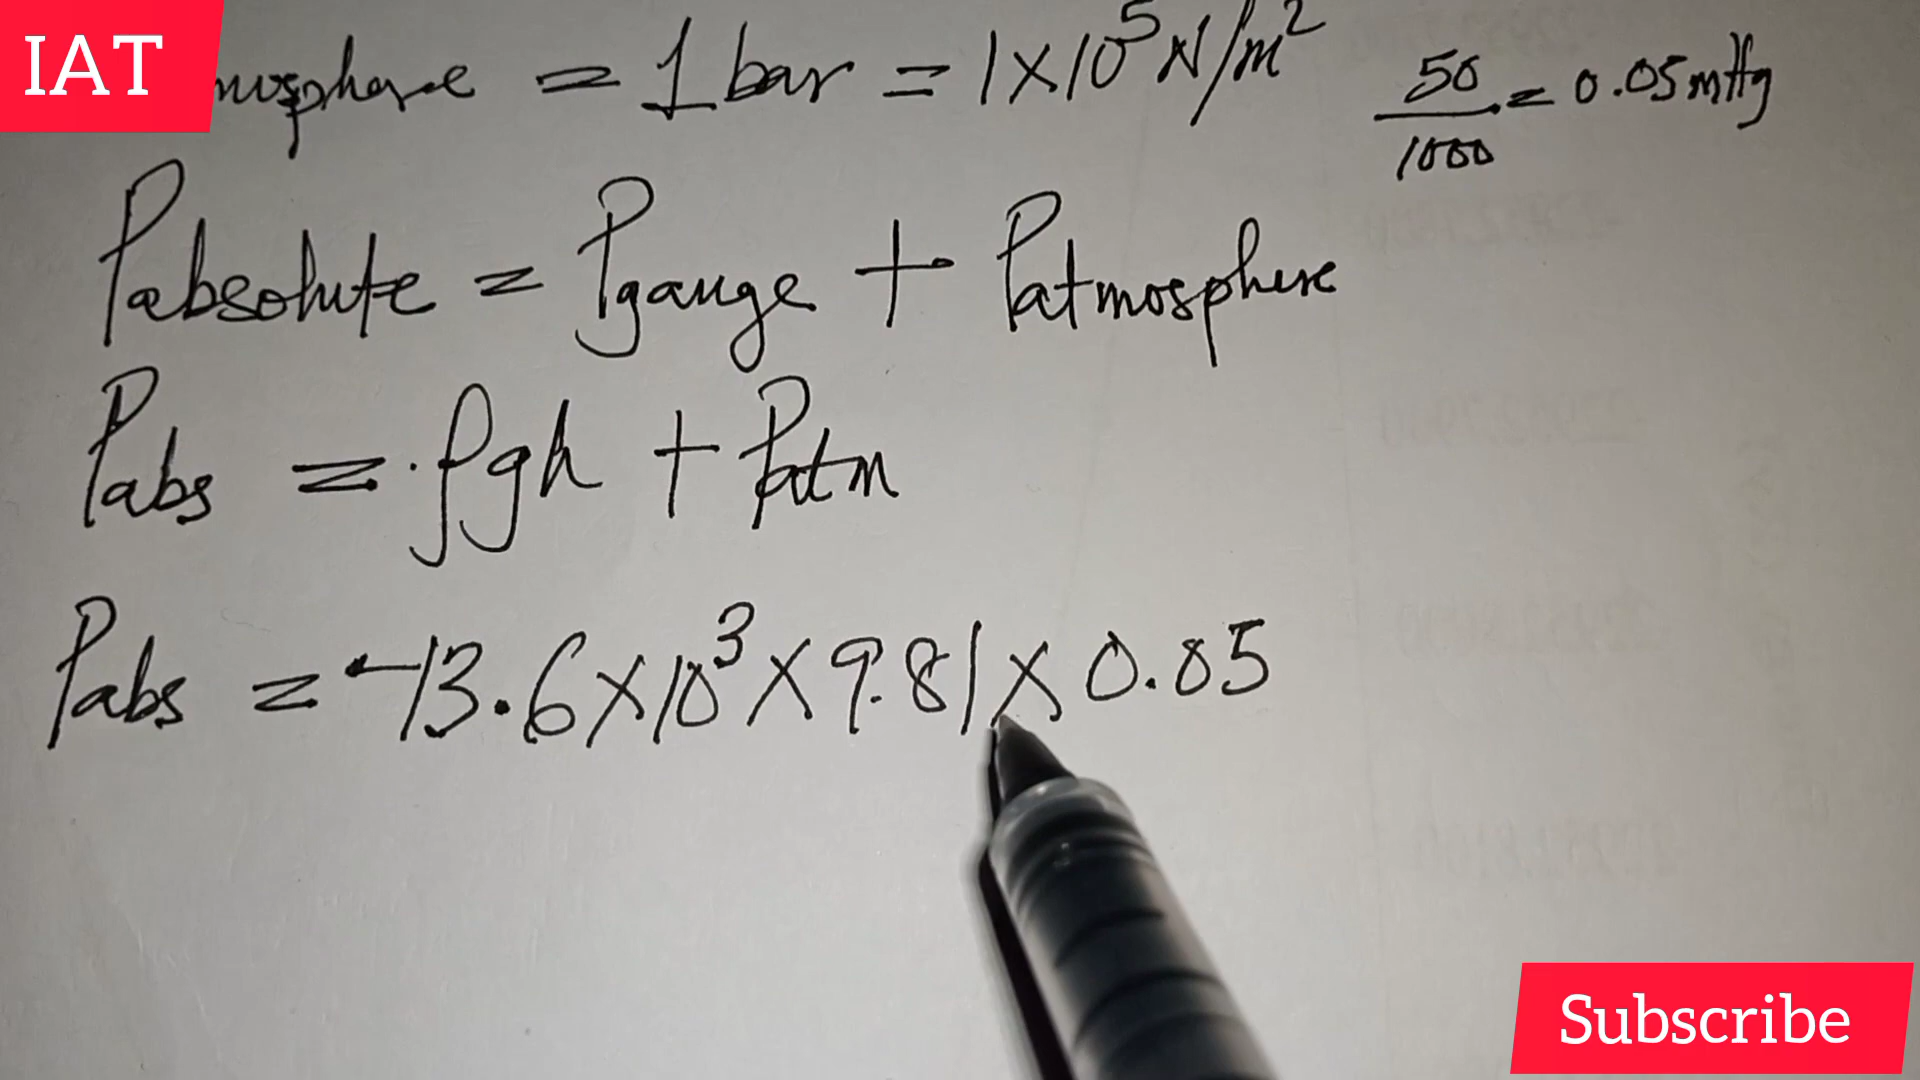 IAT
mosphere = 1 bar = 1×10⁵ N/m²
50/1000 = 0.05 mHg
Pabsolute = Pgauge + Patmosphere
Pabs = ρgh + Patm
Pabs = -13.6×10³×9.81×0.05
Subscribe